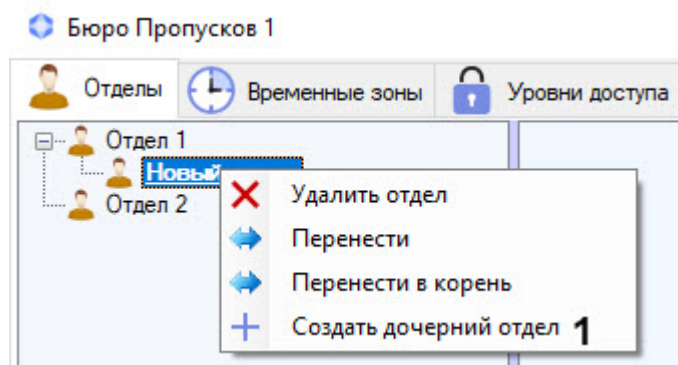 Бюро Пропусков 1
Отделы Временные зоны Уровни доступа
Отдел 1
Новый
Отдел 2
Удалить отдел
Перенести
Перенести в корень
Создать дочерний отдел 1